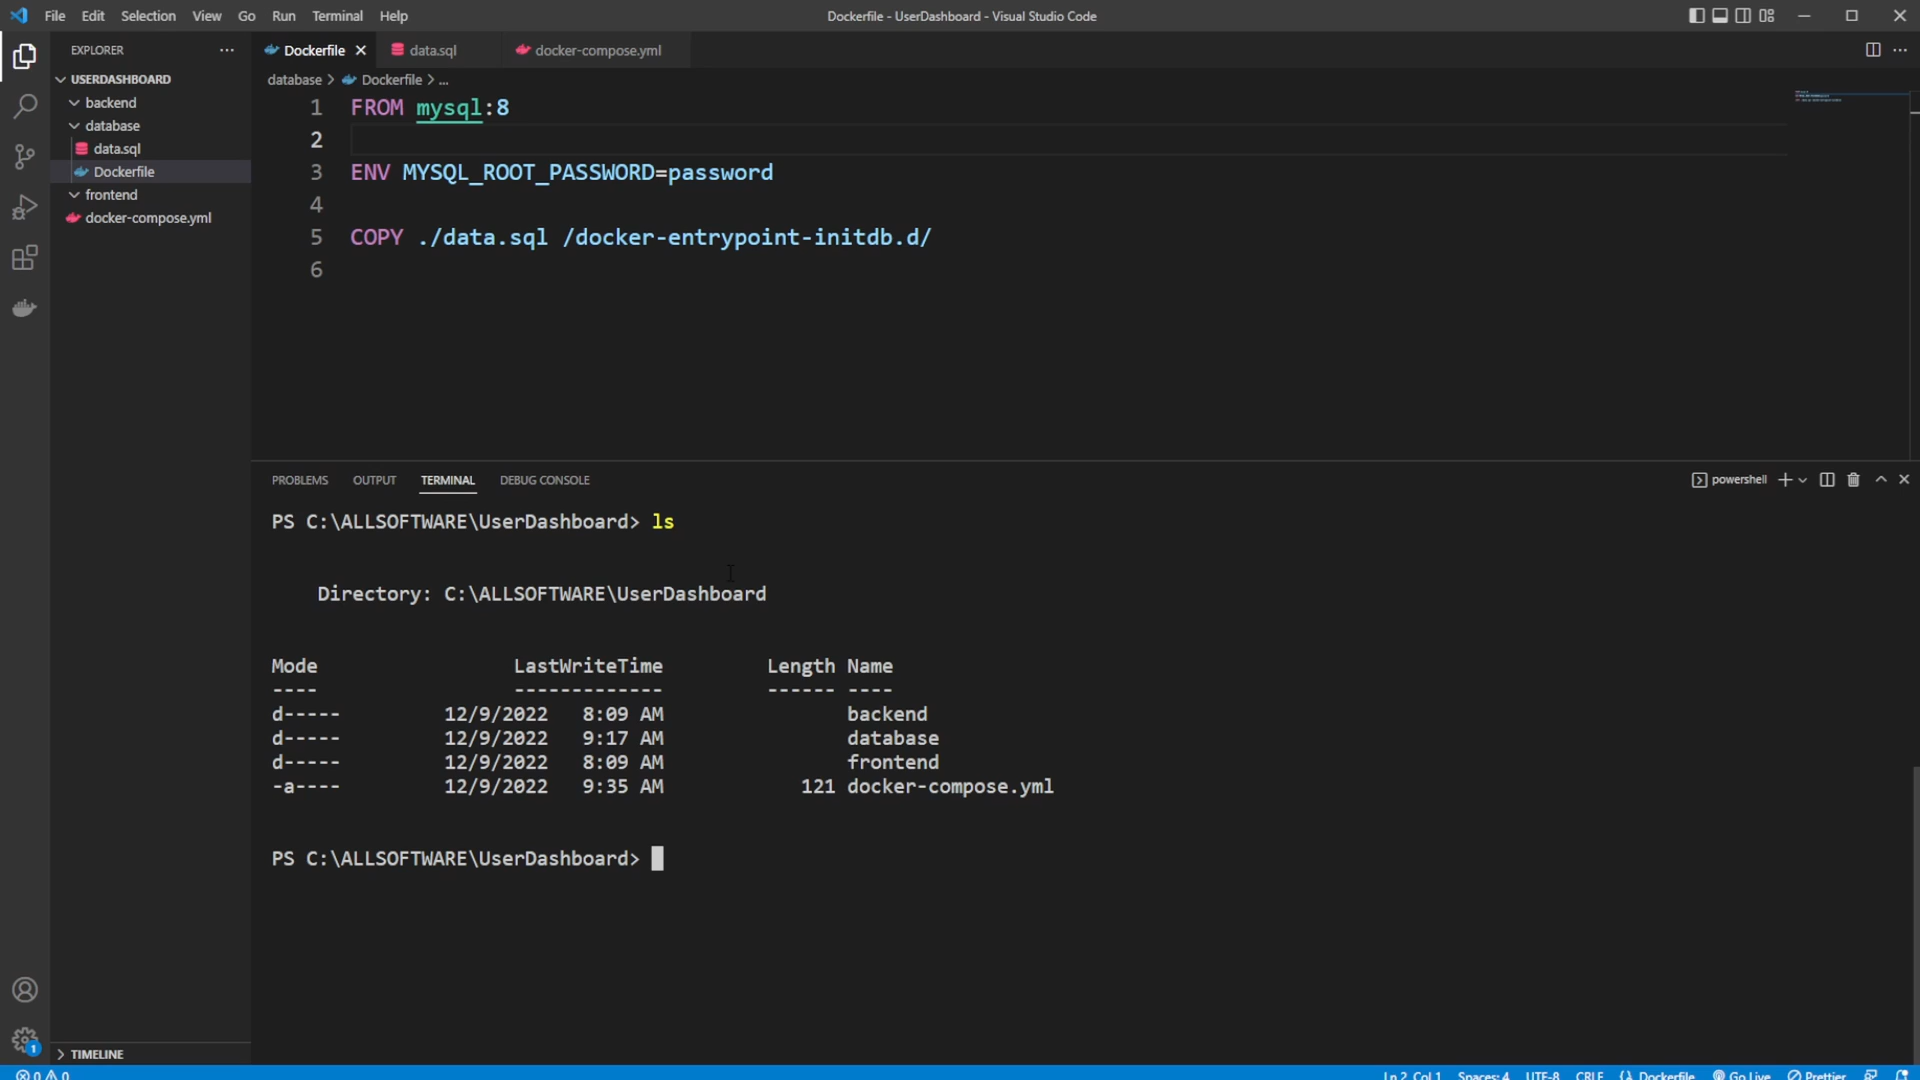 File Edit Selection View Go Run Terminal Help Dockerfile - UserDashboard - Visual Studio Code
EXPLORER
USERDASHBOARD
backend
database
data.sql
Dockerfile
frontend
docker-compose.yml
TIMELINE
Dockerfile data.sql docker-compose.yml
database > Dockerfile > ...
1 FROM mysql:8
2
3 ENV MYSQL_ROOT_PASSWORD=password
4
5 COPY ./data.sql /docker-entrypoint-initdb.d/
6
PROBLEMS OUTPUT TERMINAL DEBUG CONSOLE powershell
PS C:\ALLSOFTWARE\UserDashboard> ls
Directory: C:\ALLSOFTWARE\UserDashboard
Mode LastWriteTime Length Name
---- ------------- ------ ----
d----- 12/9/2022 8:09 AM backend
d----- 12/9/2022 9:17 AM database
d----- 12/9/2022 8:09 AM frontend
-a---- 12/9/2022 9:35 AM 121 docker-compose.yml
PS C:\ALLSOFTWARE\UserDashboard>
1
0 0 Ln 2, Col 1 Spaces: 4 UTF-8 CRLF Dockerfile Go Live Prettier